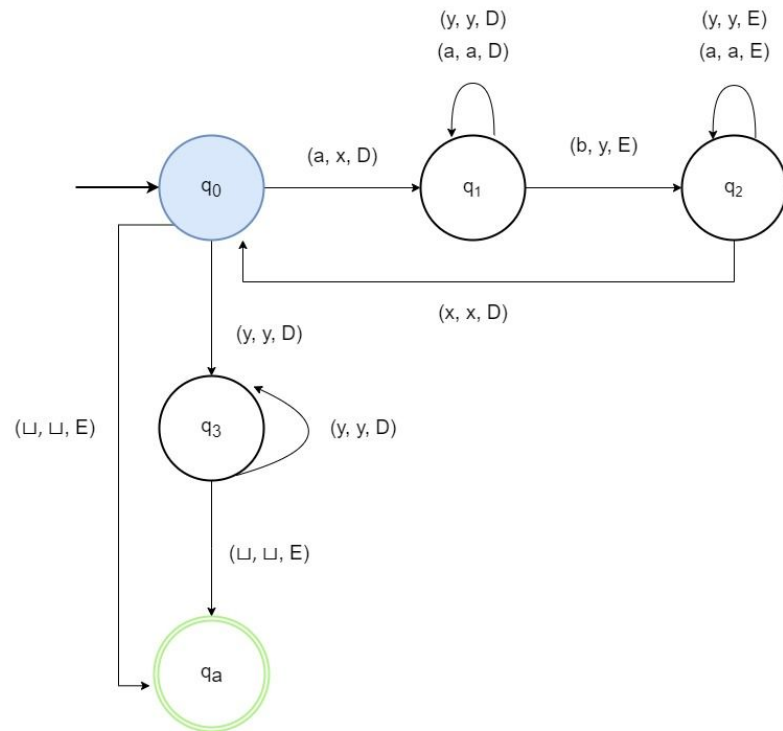 (y, y, D)
(a, a, D)
(y, y, E)
(a, a, E)
(a, x, D)
(b, y, E)
q₀
q₁
q₂
(x, x, D)
(y, y, D)
q₃
(y, y, D)
(⊔, ⊔, E)
(⊔, ⊔, E)
qₐ